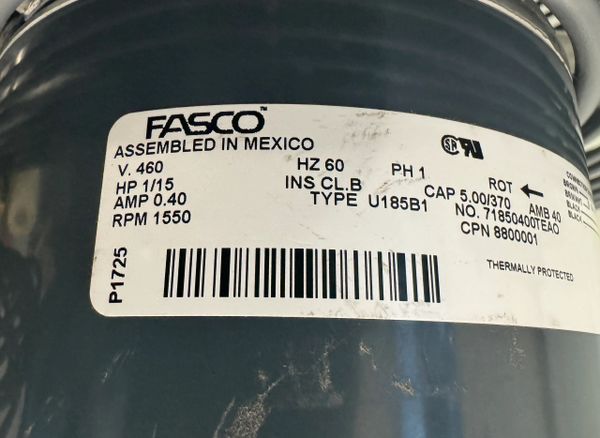 FASCO™
ASSEMBLED IN MEXICO
V. 460 HZ 60 PH 1 ROT ←
HP 1/15 INS CL.B CAP 5.00/370 AMB 40
AMP 0.40 TYPE U185B1 NO. 71850400TEAO
RPM 1550 CPN 8800001
THERMALLY PROTECTED
P1725